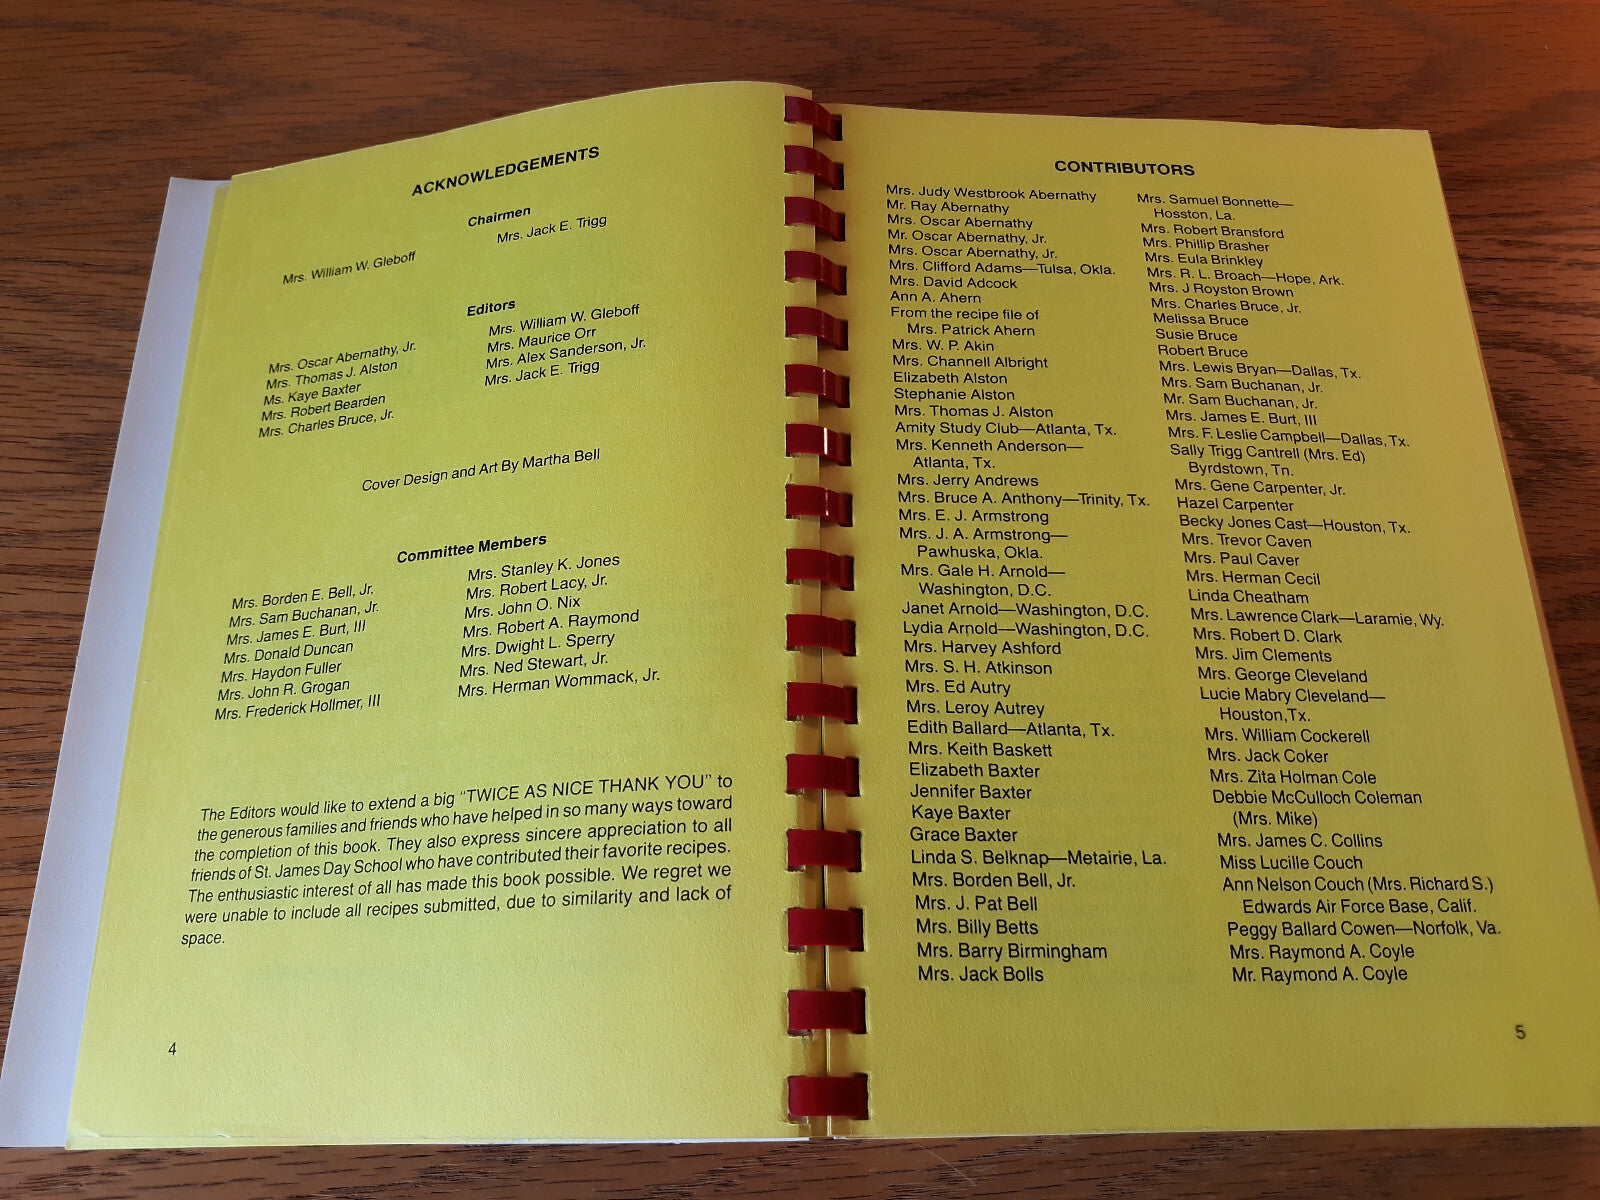 ACKNOWLEDGEMENTS
Chairmen
Mrs. William W. Gleboff
Mrs. Jack E. Trigg
Editors
Mrs. Oscar Abernathy, Jr.
Mrs. Thomas J. Alston
Ms. Kaye Baxter
Mrs. Robert Bearden
Mrs. Charles Bruce, Jr.
Mrs. William W. Gleboff
Mrs. Maurice Orr
Mrs. Alex Sanderson, Jr.
Mrs. Jack E. Trigg
Cover Design and Art By Martha Bell
Committee Members
Mrs. Borden E. Bell, Jr.
Mrs. Sam Buchanan, Jr.
Mrs. James E. Burt, III
Mrs. Donald Duncan
Mrs. Haydon Fuller
Mrs. John R. Grogan
Mrs. Frederick Hollmer, III
Mrs. Stanley K. Jones
Mrs. Robert Lacy, Jr.
Mrs. John O. Nix
Mrs. Robert A. Raymond
Mrs. Dwight L. Sperry
Mrs. Ned Stewart, Jr.
Mrs. Herman Wommack, Jr.
The Editors would like to extend a big "TWICE AS NICE THANK YOU" to
the generous families and friends who have helped in so many ways toward
the completion of this book. They also express sincere appreciation to all
friends of St. James Day School who have contributed their favorite recipes.
The enthusiastic interest of all has made this book possible. We regret we
were unable to include all recipes submitted, due to similarity and lack of
space.
4
CONTRIBUTORS
Mrs. Judy Westbrook Abernathy
Mr. Ray Abernathy
Mrs. Oscar Abernathy
Mr. Oscar Abernathy, Jr.
Mrs. Oscar Abernathy, Jr.
Mrs. Clifford Adams—Tulsa, Okla.
Mrs. David Adcock
Ann A. Ahern
From the recipe file of
Mrs. Patrick Ahern
Mrs. W. P. Akin
Mrs. Channell Albright
Elizabeth Alston
Stephanie Alston
Mrs. Thomas J. Alston
Amity Study Club—Atlanta, Tx.
Mrs. Kenneth Anderson—
Atlanta, Tx.
Mrs. Jerry Andrews
Mrs. Bruce A. Anthony—Trinity, Tx.
Mrs. E. J. Armstrong
Mrs. J. A. Armstrong—
Pawhuska, Okla.
Mrs. Gale H. Arnold—
Washington, D.C.
Janet Arnold—Washington, D.C.
Lydia Arnold—Washington, D.C.
Mrs. Harvey Ashford
Mrs. S. H. Atkinson
Mrs. Ed Autry
Mrs. Leroy Autrey
Edith Ballard—Atlanta, Tx.
Mrs. Keith Baskett
Elizabeth Baxter
Jennifer Baxter
Kaye Baxter
Grace Baxter
Linda S. Belknap—Metairie, La.
Mrs. Borden Bell, Jr.
Mrs. J. Pat Bell
Mrs. Billy Betts
Mrs. Barry Birmingham
Mrs. Jack Bolls
Mrs. Samuel Bonnette—
Hosston, La.
Mrs. Robert Bransford
Mrs. Phillip Brasher
Mrs. Eula Brinkley
Mrs. R. L. Broach—Hope, Ark.
Mrs. J Royston Brown
Mrs. Charles Bruce, Jr.
Melissa Bruce
Susie Bruce
Robert Bruce
Mrs. Lewis Bryan—Dallas, Tx.
Mrs. Sam Buchanan, Jr.
Mr. Sam Buchanan, Jr.
Mrs. James E. Burt, III
Mrs. F. Leslie Campbell—Dallas, Tx.
Sally Trigg Cantrell (Mrs. Ed)
Byrdstown, Tn.
Mrs. Gene Carpenter, Jr.
Hazel Carpenter
Becky Jones Cast—Houston, Tx.
Mrs. Trevor Caven
Mrs. Paul Caver
Mrs. Herman Cecil
Linda Cheatham
Mrs. Lawrence Clark—Laramie, Wy.
Mrs. Robert D. Clark
Mrs. Jim Clements
Mrs. George Cleveland
Lucie Mabry Cleveland—
Houston,Tx.
Mrs. William Cockerell
Mrs. Jack Coker
Mrs. Zita Holman Cole
Debbie McCulloch Coleman
(Mrs. Mike)
Mrs. James C. Collins
Miss Lucille Couch
Ann Nelson Couch (Mrs. Richard S.)
Edwards Air Force Base, Calif.
Peggy Ballard Cowen—Norfolk, Va.
Mrs. Raymond A. Coyle
Mr. Raymond A. Coyle
5